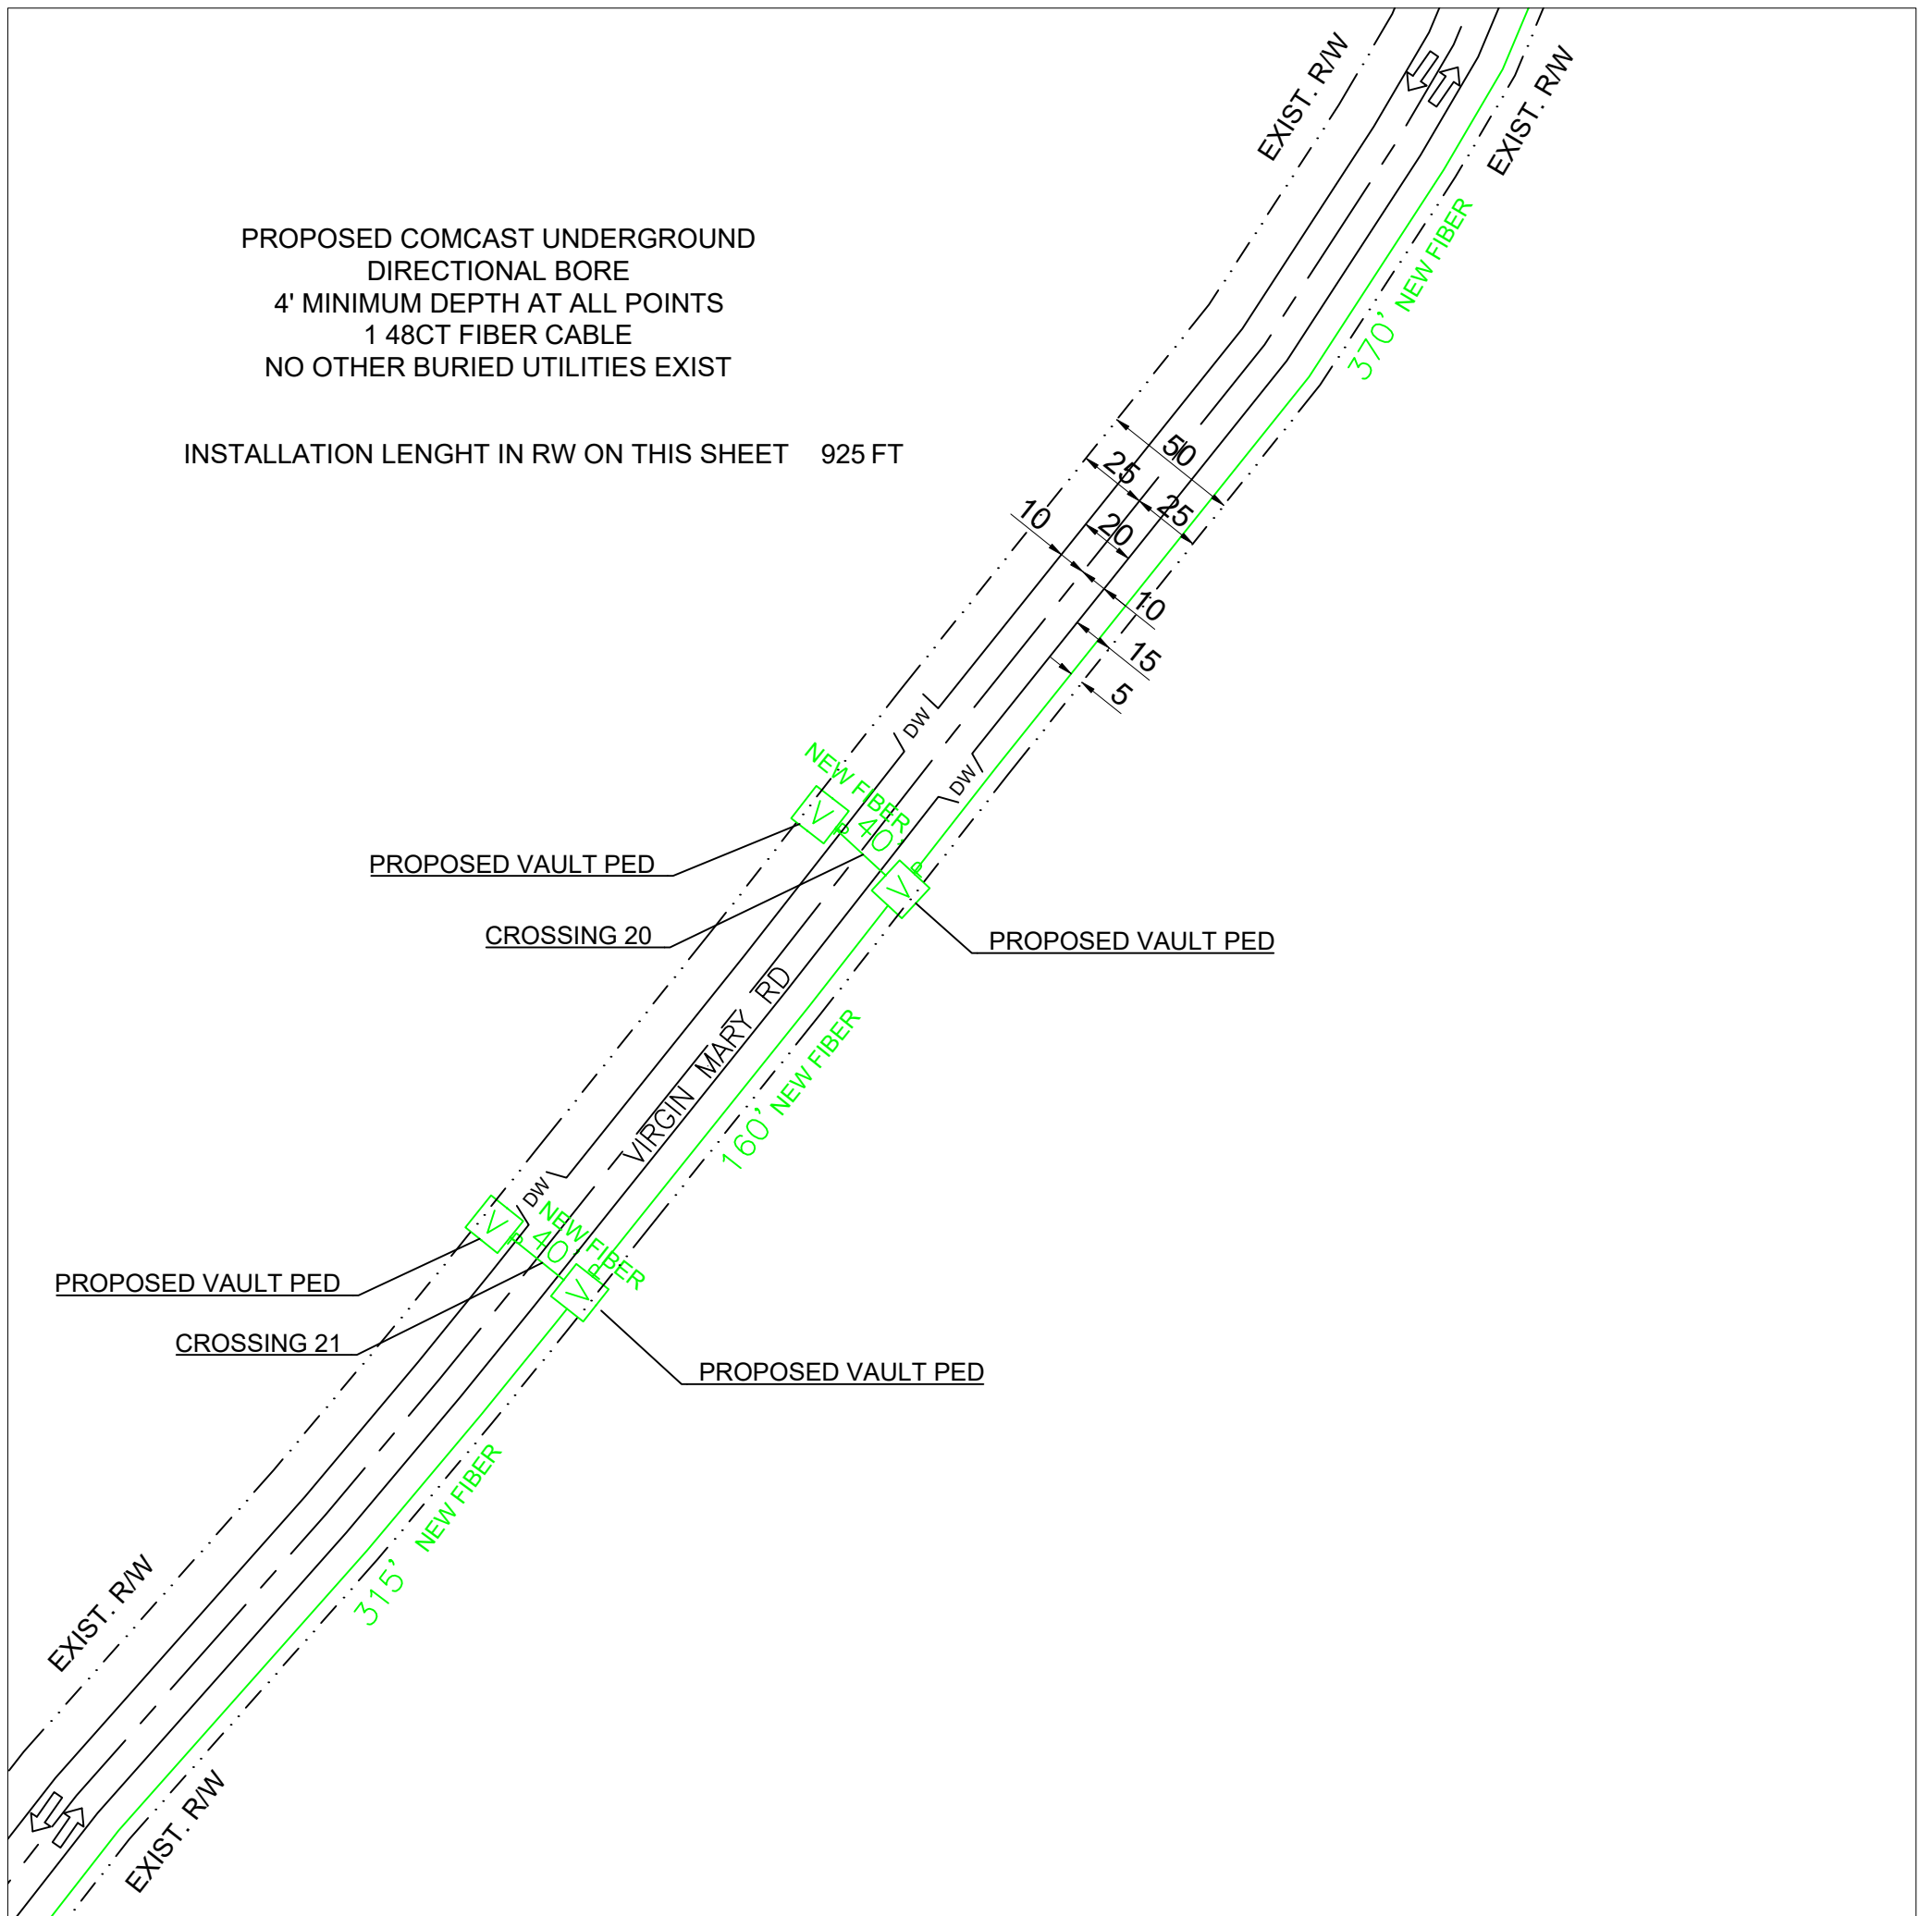 EXIST. R/W
EXIST. R/W
PROPOSED COMCAST UNDERGROUND
DIRECTIONAL BORE
4' MINIMUM DEPTH AT ALL POINTS
1 48CT FIBER CABLE
NO OTHER BURIED UTILITIES EXIST
370' NEW FIBER
INSTALLATION LENGHT IN RW ON THIS SHEET 925 FT
50
25
25
10
20
10
15
5
DW
DW
NEW FIBER
40'
V
P
V
P
PROPOSED VAULT PED
CROSSING 20
PROPOSED VAULT PED
VIRGIN MARY RD
160' NEW FIBER
DW
NEW FIBER
40'
V
P
V
P
PROPOSED VAULT PED
CROSSING 21
PROPOSED VAULT PED
315' NEW FIBER
EXIST. R/W
EXIST. R/W